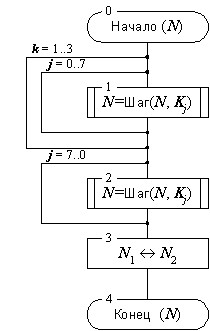 0
Начало (N)
k = 1..3
j = 0..7
1
N=Шаг(N, Kj)
j = 7..0
2
N=Шаг(N, Kj)
3
N1 ↔ N2
4
Конец (N)